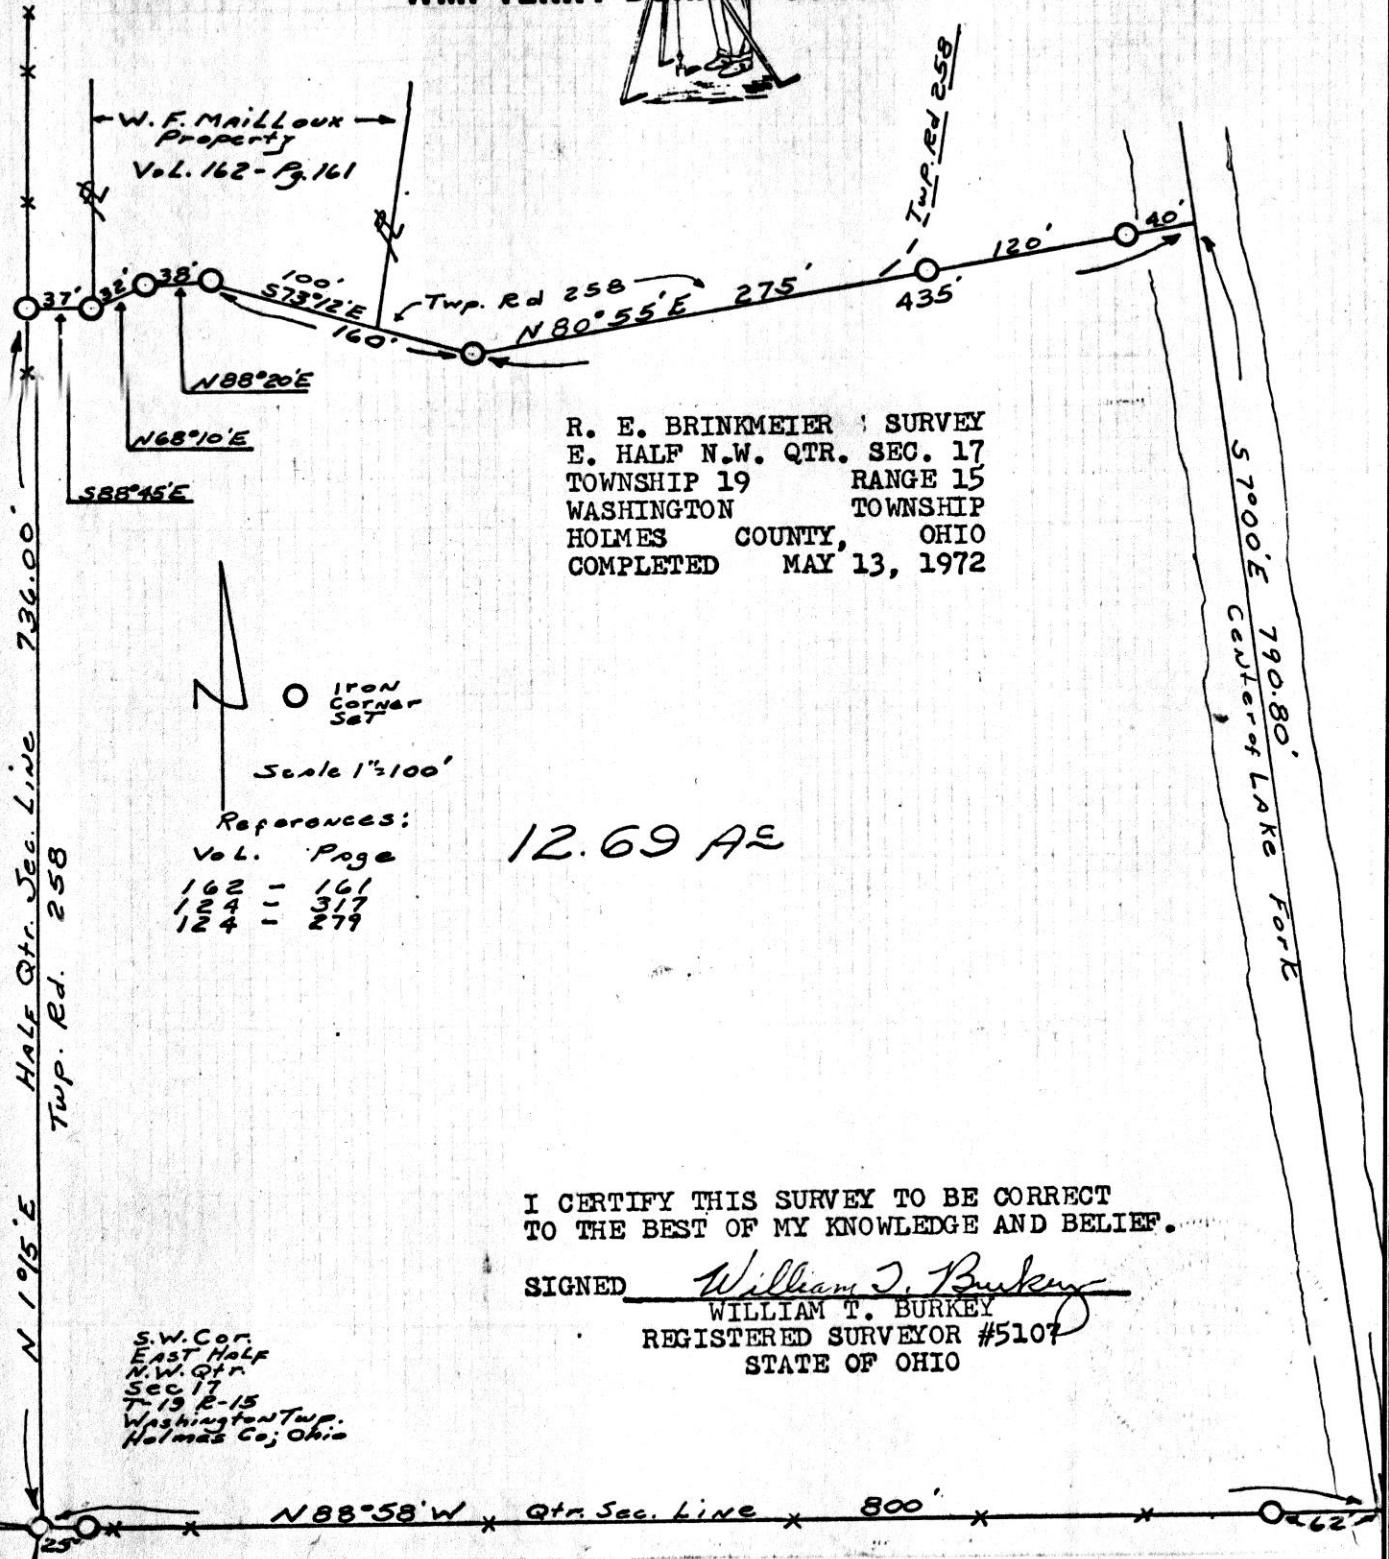 W. F. MAILLOUX
Property
Vol. 162 - Pg. 161
Twp. Rd 258
37'
32'
38'
100'
S73°12'E
160'
Twp. Rd 258
N 80°55'E
275'
435'
120'
40'
N88°20'E
N68°10'E
S88°45'E
R. E. BRINKMEIER : SURVEY
E. HALF N.W. QTR. SEC. 17
TOWNSHIP 19 RANGE 15
WASHINGTON TOWNSHIP
HOLMES COUNTY, OHIO
COMPLETED MAY 13, 1972
S 7°00'E 790.80'
Center of LAKE Fork
N 1°15'E HALF Qtr. Sec. LINE 736.00'
Twp. Rd. 258
Iron
Corner
Set
Scale 1"=100'
References:
Vol. Page
162 - 161
124 - 317
124 - 279
12.69 Ac
I CERTIFY THIS SURVEY TO BE CORRECT
TO THE BEST OF MY KNOWLEDGE AND BELIEF.
SIGNED William T. Burkey
WILLIAM T. BURKEY
REGISTERED SURVEYOR #5107
STATE OF OHIO
S.W. Cor.
EAST HALF
N.W. Qtr
Sec 17
T-19 R-15
Washington Twp.
Holmes Co; Ohio
N 88°58'W Qtr. Sec. Line 800'
25'
62'